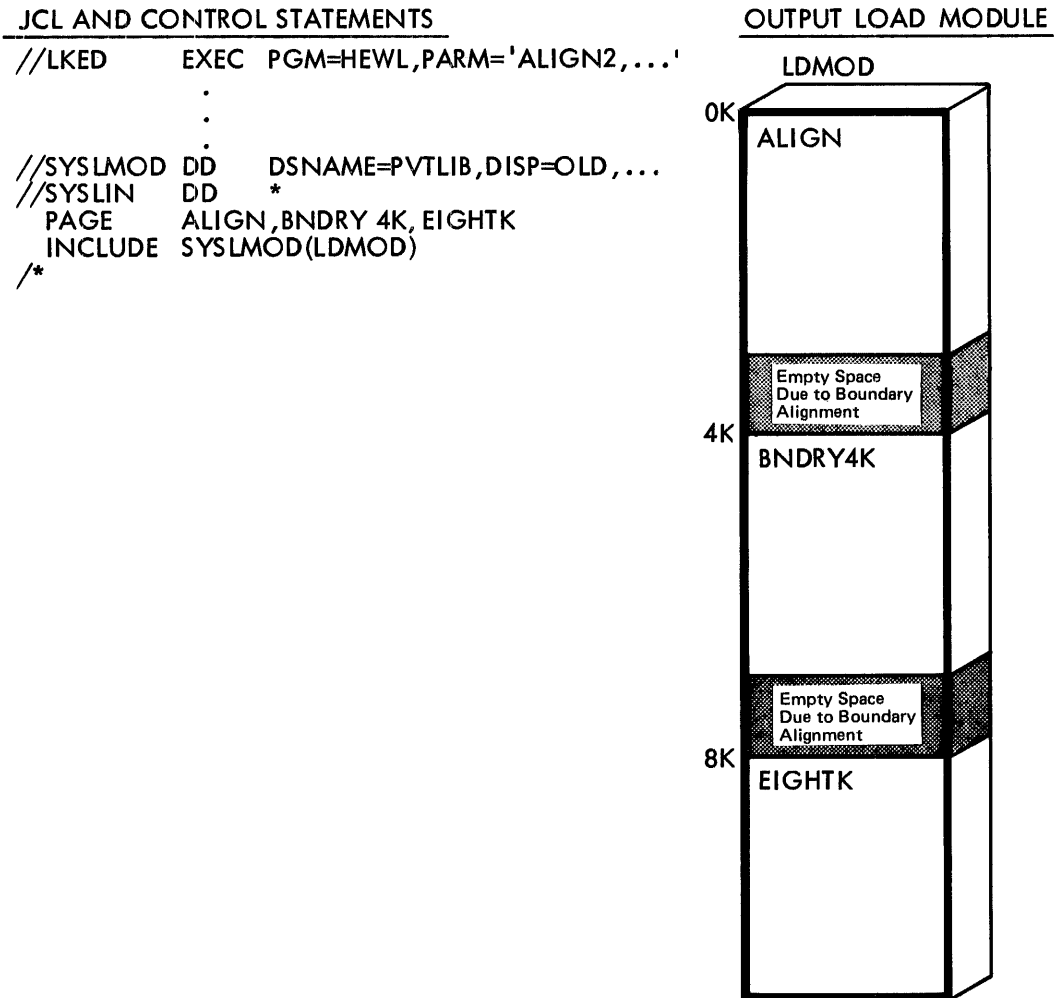 JCL AND CONTROL STATEMENTS
//LKED EXEC PGM=HEWL,PARM='ALIGN2,...'
.
.
.
//SYSLMOD DD DSNAME=PVTLIB,DISP=OLD,...
//SYSLIN DD *
PAGE ALIGN,BNDRY 4K, EIGHTK
INCLUDE SYSLMOD(LDMOD)
/*
OUTPUT LOAD MODULE
LDMOD
0K
ALIGN
Empty Space
Due to Boundary
Alignment
4K
BNDRY4K
Empty Space
Due to Boundary
Alignment
8K
EIGHTK